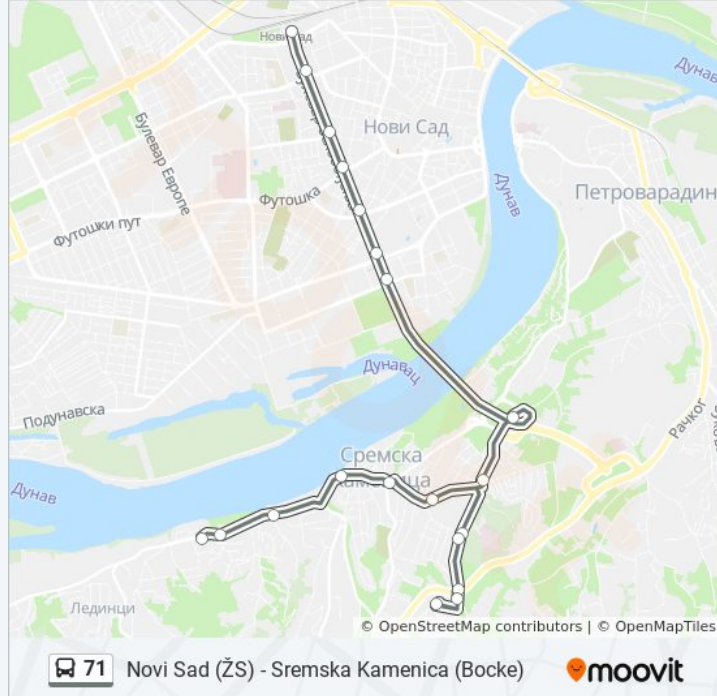 Нови Сад
Дунав
Булевар Европе
Нови Сад
Дунав
Петроварадин
Футошка
Футошки пут
Дунавац
Подунавска
Рачког
Сремска
Каменица
Дунав
Лединци
© OpenStreetMap contributors | © OpenMapTiles
71 Novi Sad (ŽS) - Sremska Kamenica (Bocke) moovit